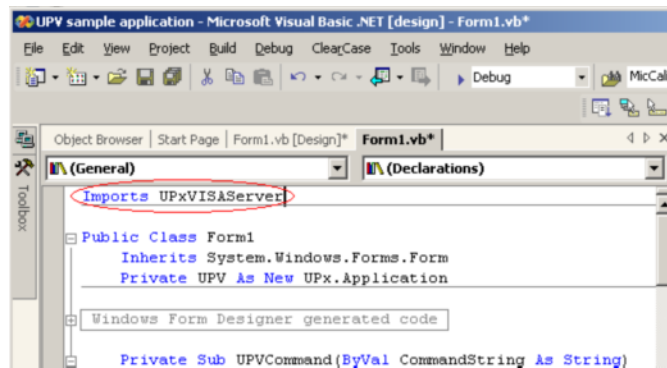 UPV sample application - Microsoft Visual Basic .NET [design] - Form1.vb*
File Edit View Project Build Debug ClearCase Tools Window Help
Debug MicCal
Object Browser Start Page Form1.vb [Design]* Form1.vb*
(General) (Declarations)
Toolbox
Imports UPxVISAServer
Public Class Form1
Inherits System.Windows.Forms.Form
Private UPV As New UPx.Application
Windows Form Designer generated code
Private Sub UPVCommand(ByVal CommandString As String)